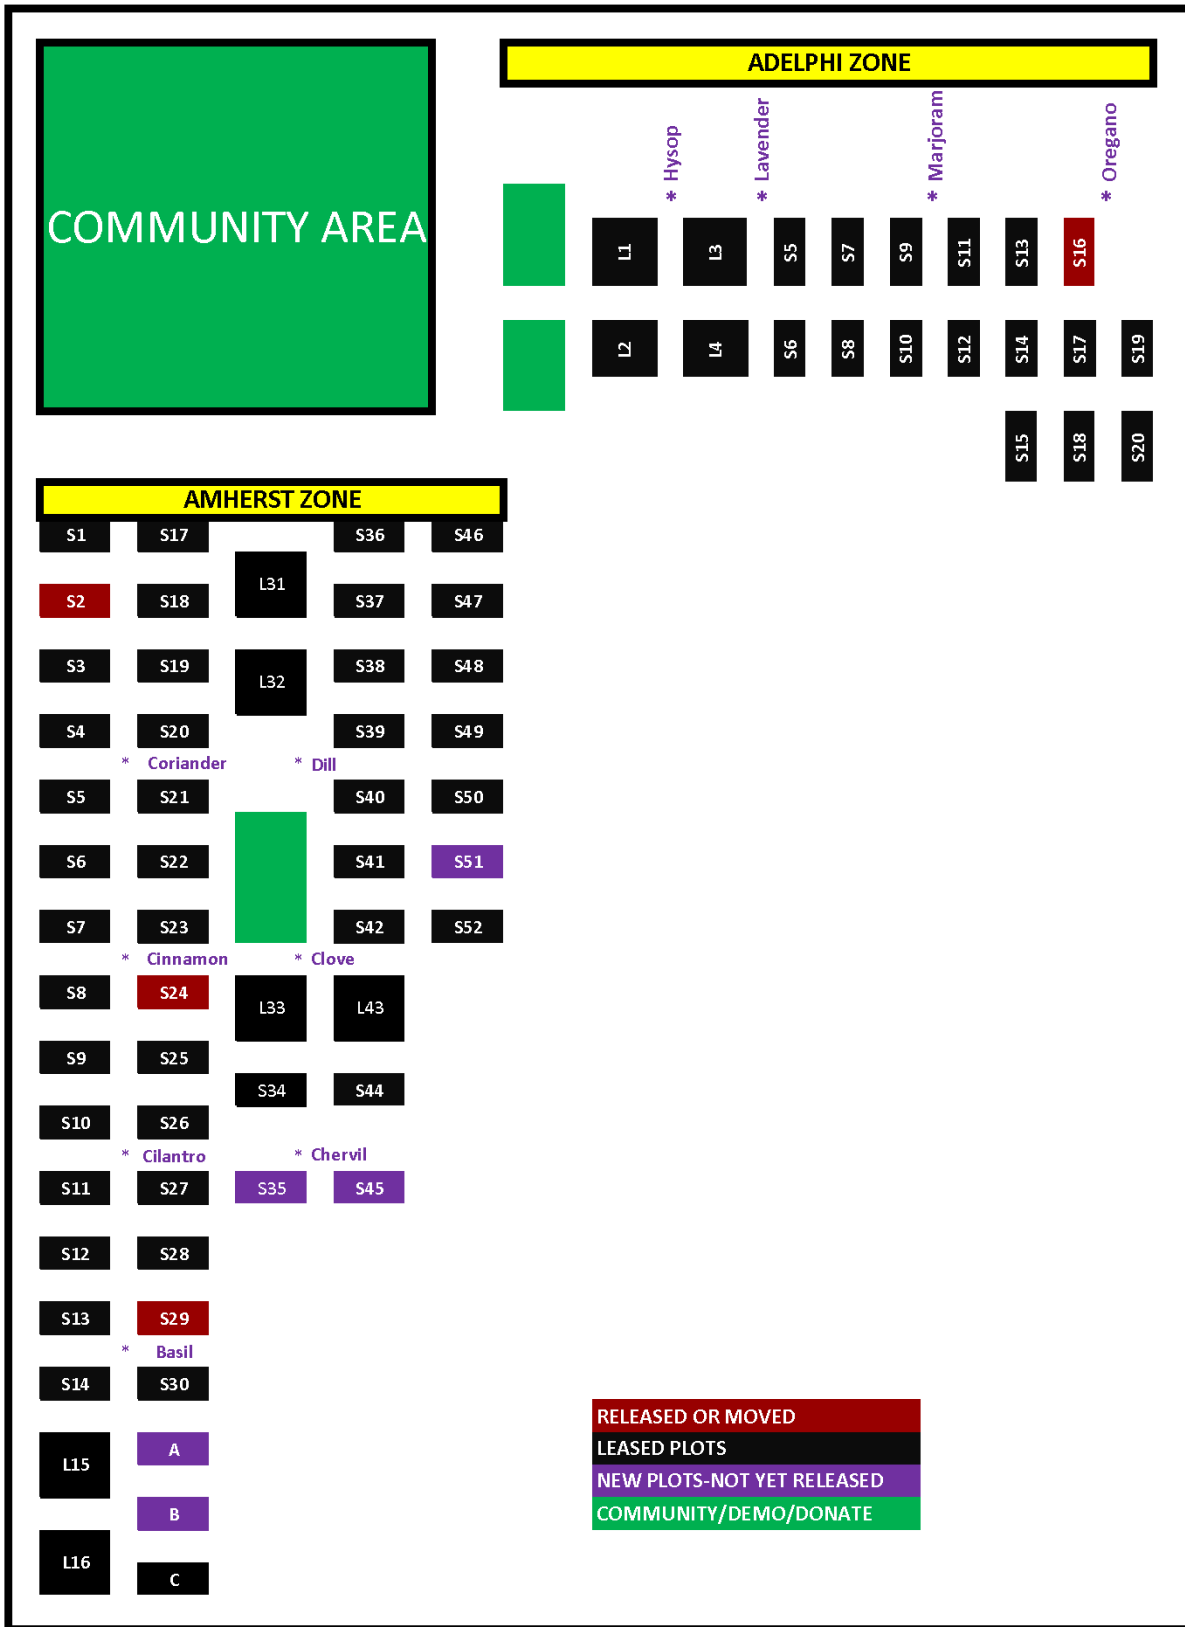 COMMUNITY AREA
ADELPHI ZONE
* Hysop
* Lavender
* Marjoram
* Oregano
L1 L3 S5 S7 S9 S11 S13 S16
L2 L4 S6 S8 S10 S12 S14 S17 S19
S15 S18 S20
AMHERST ZONE
S1 S17 S36 S46
L31
S2 S18 S37 S47
S3 S19 S38 S48
L32
S4 S20 S39 S49
* Coriander * Dill
S5 S21 S40 S50
S6 S22 S41 S51
S7 S23 S42 S52
* Cinnamon * Clove
S8 S24 L33 L43
S9 S25
S34 S44
S10 S26
* Cilantro * Chervil
S11 S27 S35 S45
S12 S28
S13 S29
* Basil
S14 S30
L15 A
B
L16 C
RELEASED OR MOVED
LEASED PLOTS
NEW PLOTS-NOT YET RELEASED
COMMUNITY/DEMO/DONATE